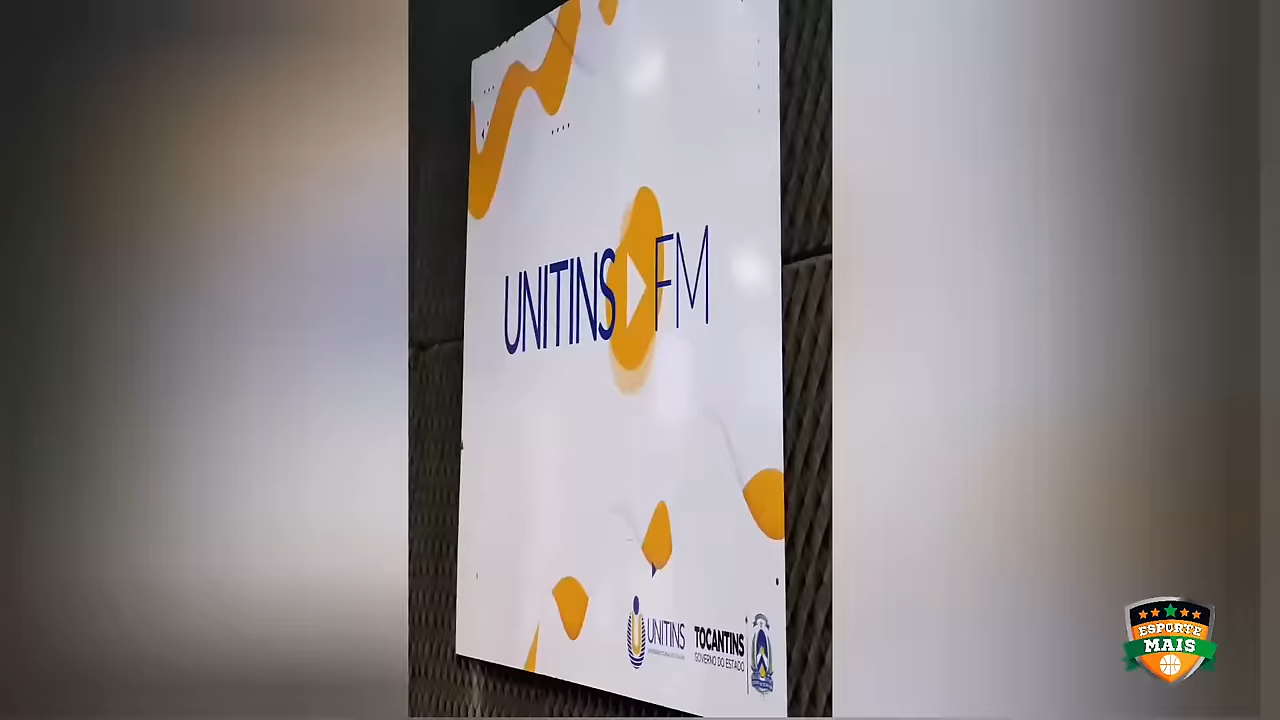 UNITINS FM
UNITINS
TOCANTINS
GOVERNO DO ESTADO
ESPORTE
MAIS